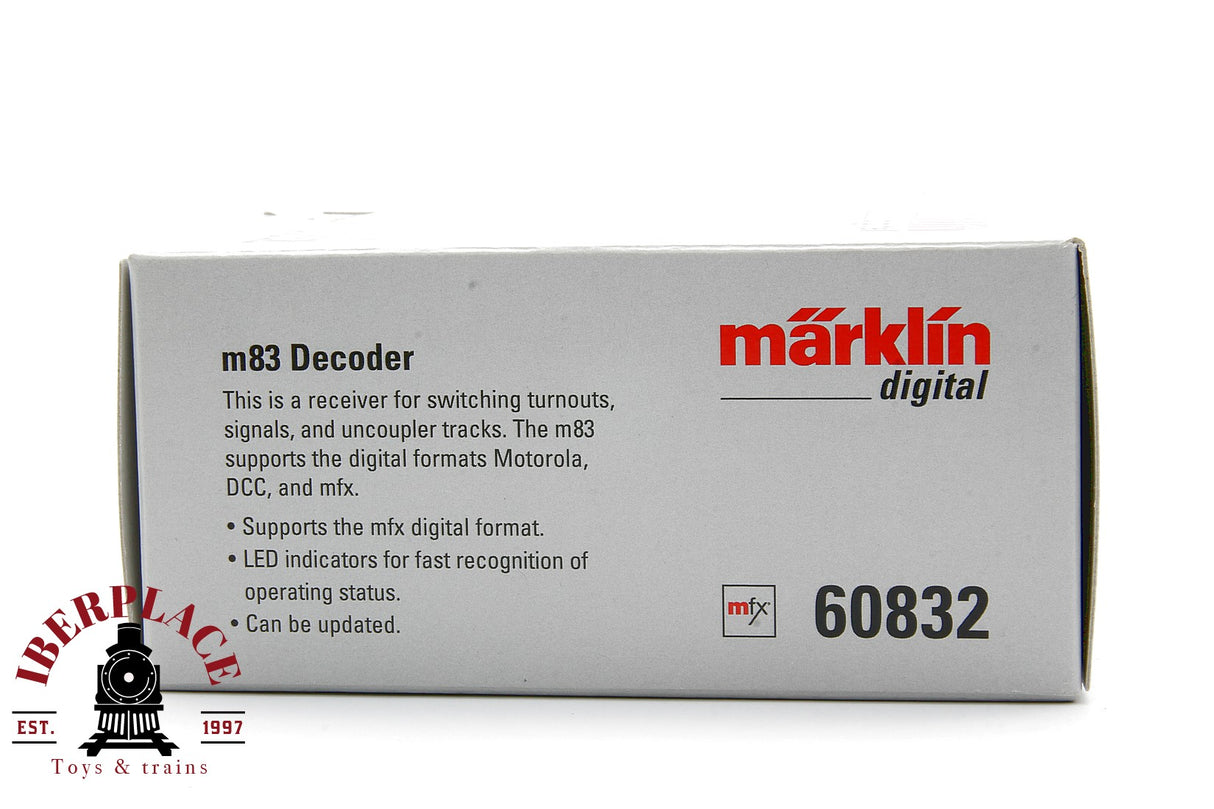 m83 Decoder
This is a receiver for switching turnouts,
signals, and uncoupler tracks. The m83
supports the digital formats Motorola,
DCC, and mfx.
• Supports the mfx digital format.
• LED indicators for fast recognition of
operating status.
• Can be updated.
märklín
digital
mfx
60832
IBERPLACE
EST. 1997
Toys & trains